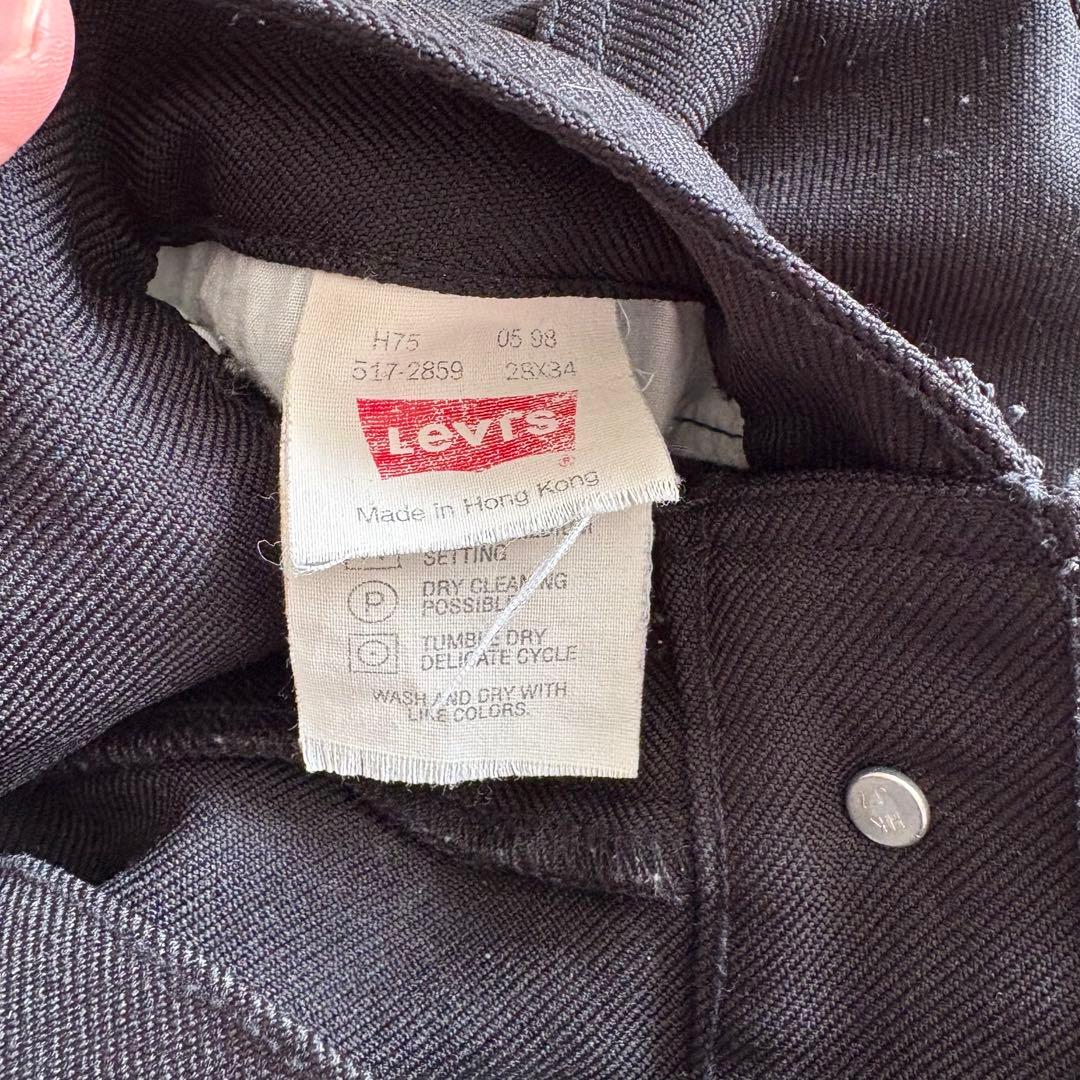 H75 05 98
517-2859 28X34
Levi's
®
Made in Hong Kong
SETTING
DRY CLEANING
POSSIBLE
TUMBLE DRY
DELICATE CYCLE
WASH AND DRY WITH
LIKE COLORS.
P
HK